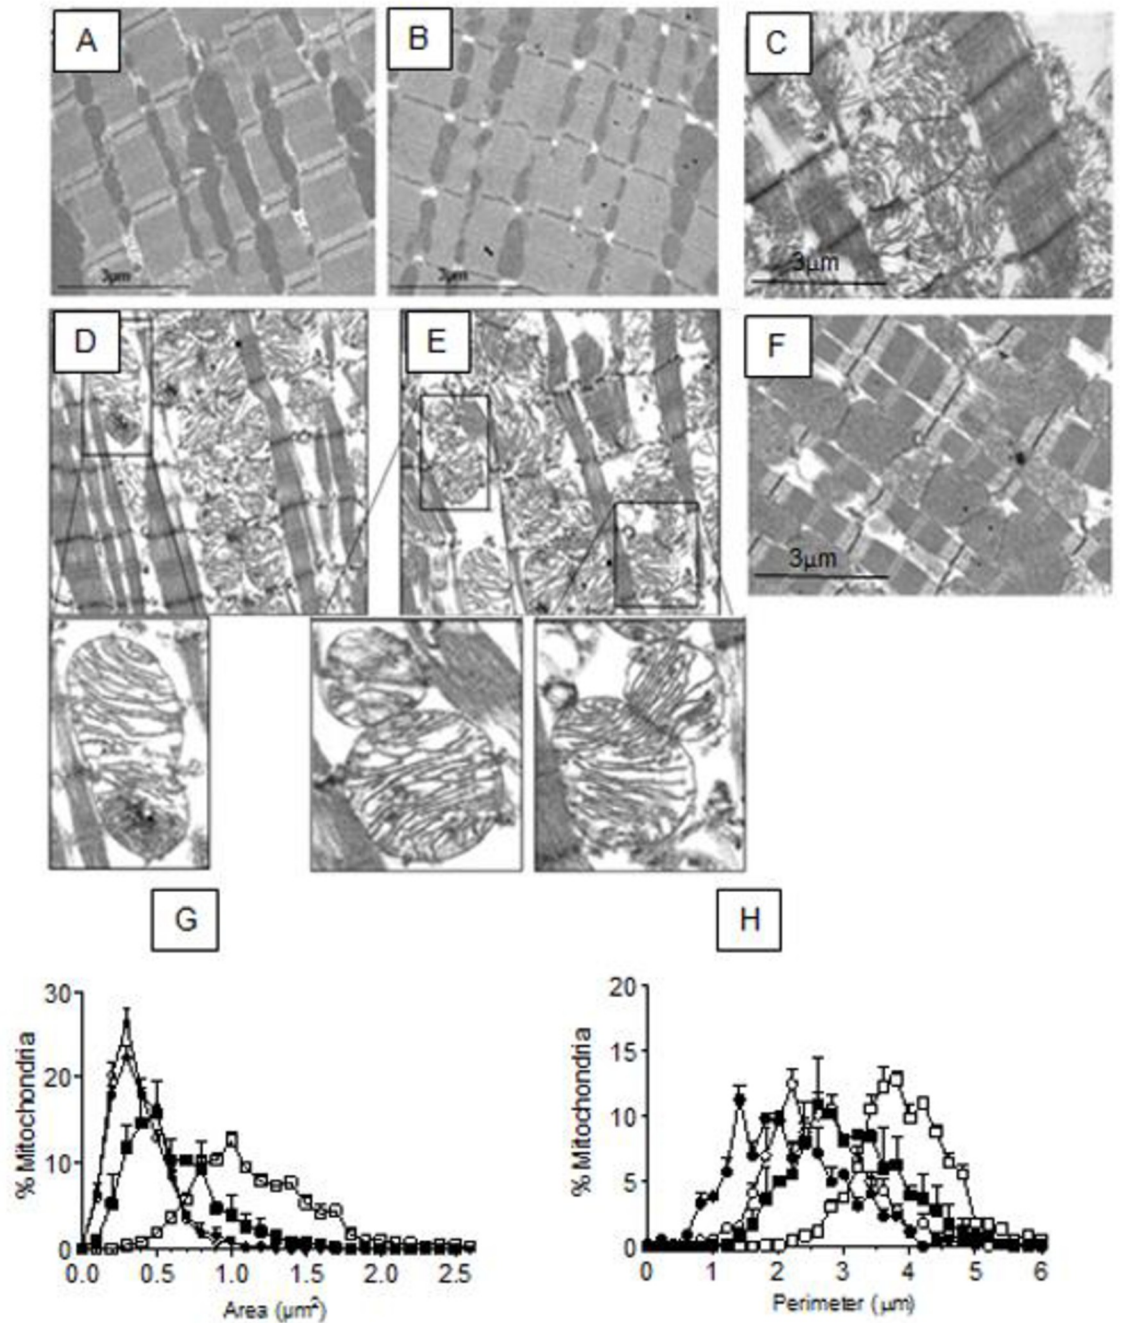 A
B
C
3μm
3μm
3μm
D
E
F
3μm
G
H
% Mitochondria
30
20
10
0
0.0 0.5 1.0 1.5 2.0 2.5
Area (μm²)
% Mitochondria
20
15
10
5
0
0 1 2 3 4 5 6
Perimeter (μm)